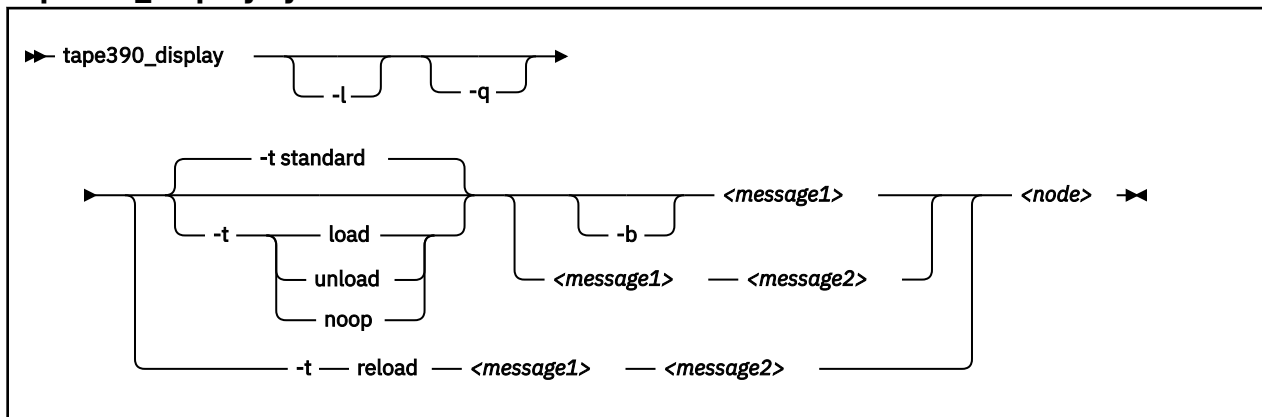 tape390_display
-l
-q
-t standard
-t load
unload
noop
-b
<message1>
<message1> <message2>
<node>
-t reload <message1> <message2>